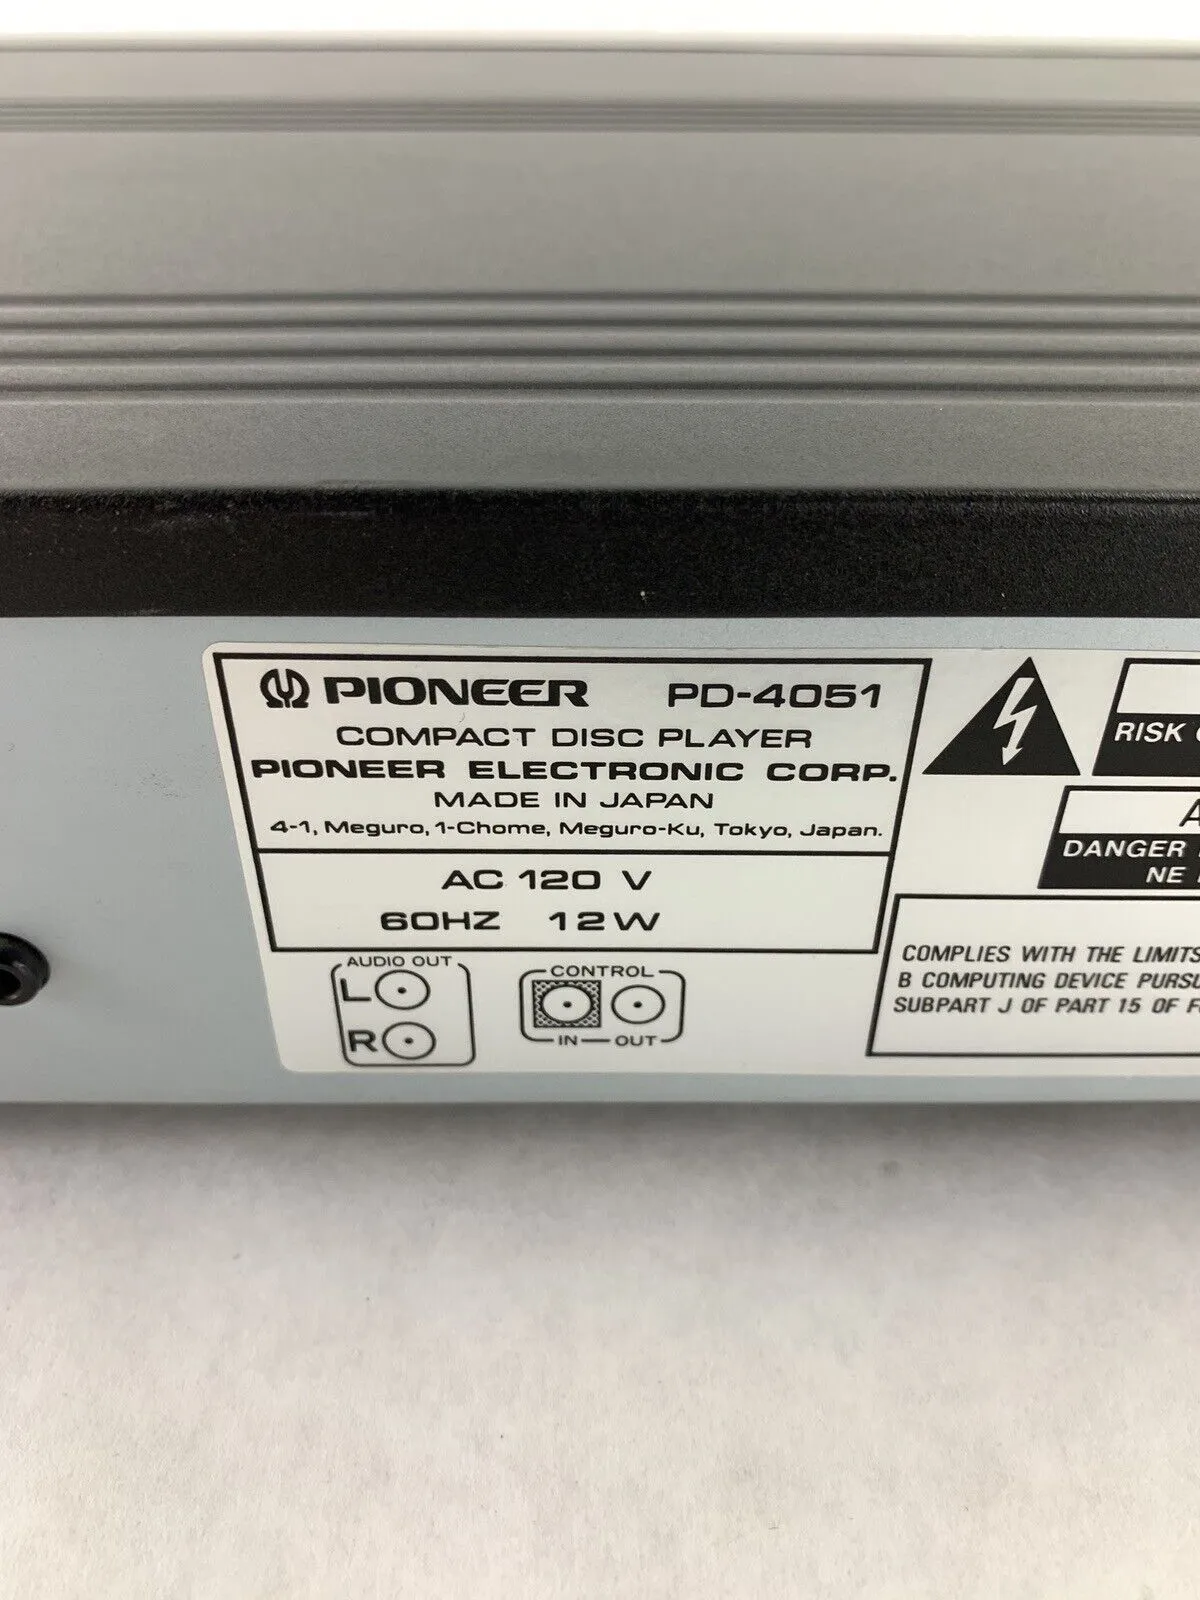 PIONEER PD-4051
COMPACT DISC PLAYER
PIONEER ELECTRONIC CORP.
MADE IN JAPAN
4-1, Meguro, 1-Chome, Meguro-Ku, Tokyo, Japan.
AC 120 V
60HZ 12W
AUDIO OUT
L
R
CONTROL
IN OUT
RISK
DANGER
NE
COMPLIES WITH THE LIMITS
B COMPUTING DEVICE
SUBPART J OF PART 15 OF